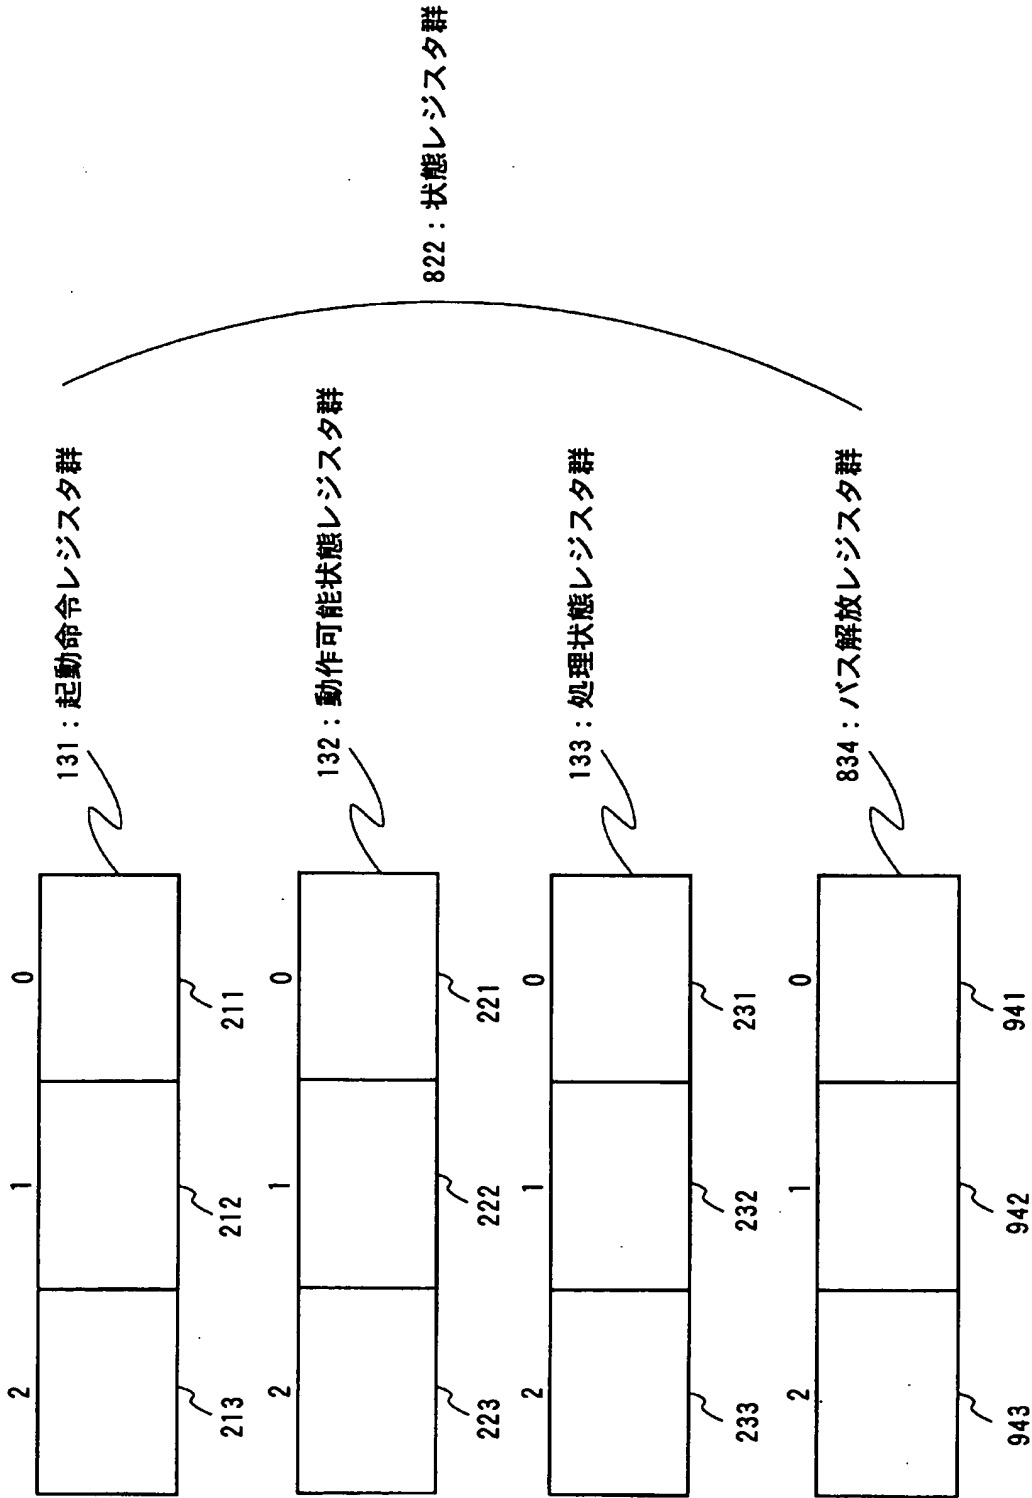 2 1 0
131：起動命令レジスタ群
213 212 211
2 1 0
132：動作可能状態レジスタ群
223 222 221
822：状態レジスタ群
2 1 0
133：処理状態レジスタ群
233 232 231
2 1 0
834：バス解放レジスタ群
943 942 941